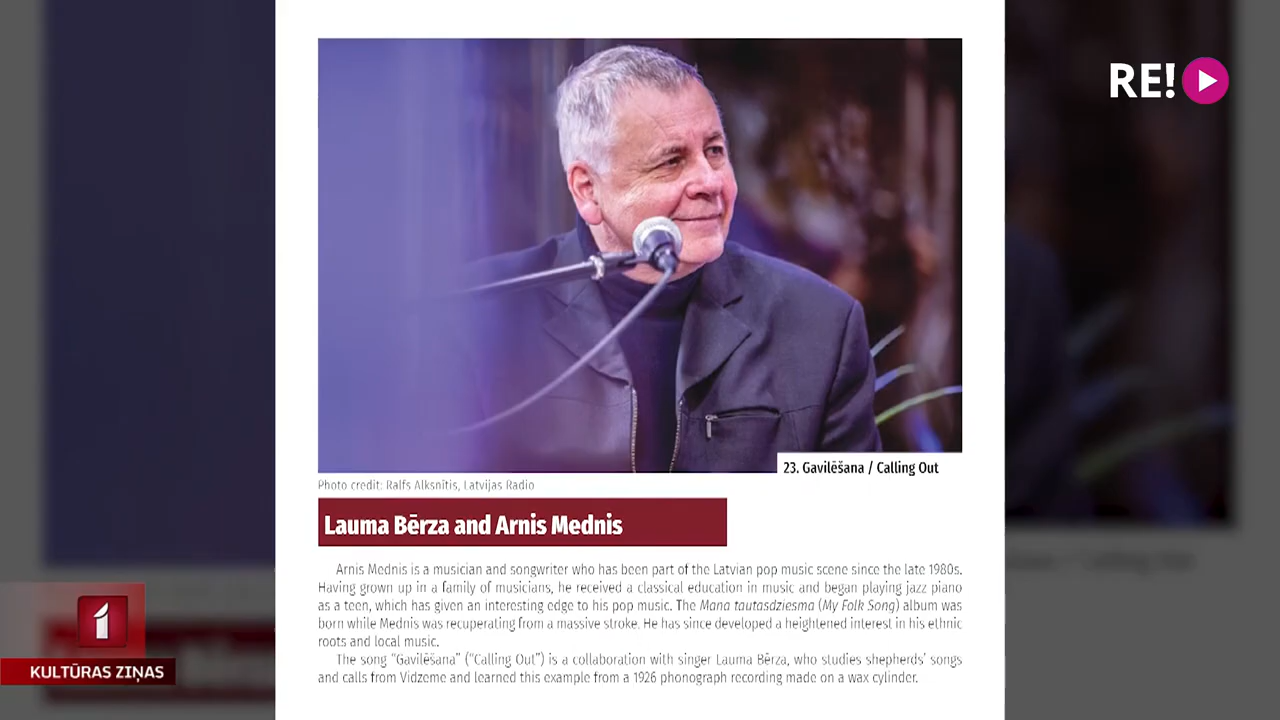 RE!
23. Gavilēšana / Calling Out
Photo credit: Ralfs Alksnītis, Latvijas Radio
Lauma Bērza and Arnis Mednis
Arnis Mednis is a musician and songwriter who has been part of the Latvian pop music scene since the late 1980s.
Having grown up in a family of musicians, he received a classical education in music and began playing jazz piano
as a teen, which has given an interesting edge to his pop music. The Mana tautasdziesma (My Folk Song) album was
born while Mednis was recuperating from a massive stroke. He has since developed a heightened interest in his ethnic
roots and local music.
The song “Gavilēšana” (“Calling Out”) is a collaboration with singer Lauma Bērza, who studies shepherds’ songs
and calls from Vidzeme and learned this example from a 1926 phonograph recording made on a wax cylinder.
1
KULTŪRAS ZIŅAS